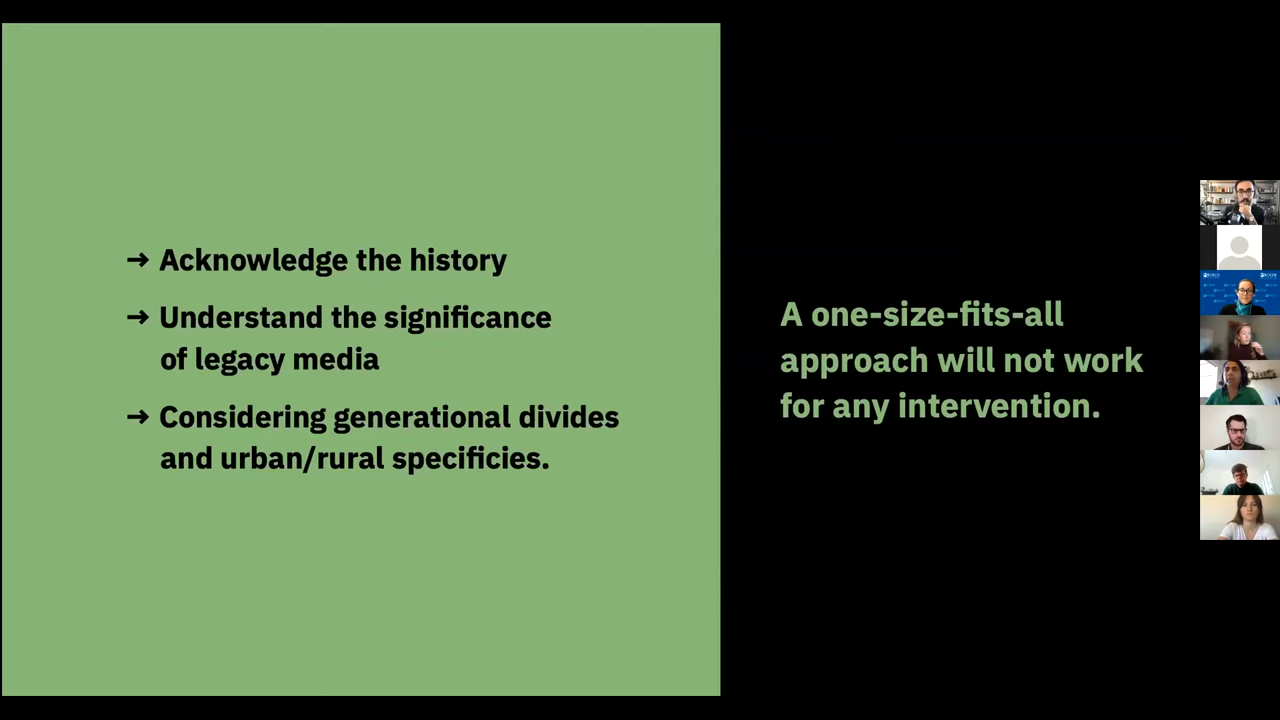 → Acknowledge the history
→ Understand the significance
of legacy media
→ Considering generational divides
and urban/rural specificies.
A one-size-fits-all
approach will not work
for any intervention.